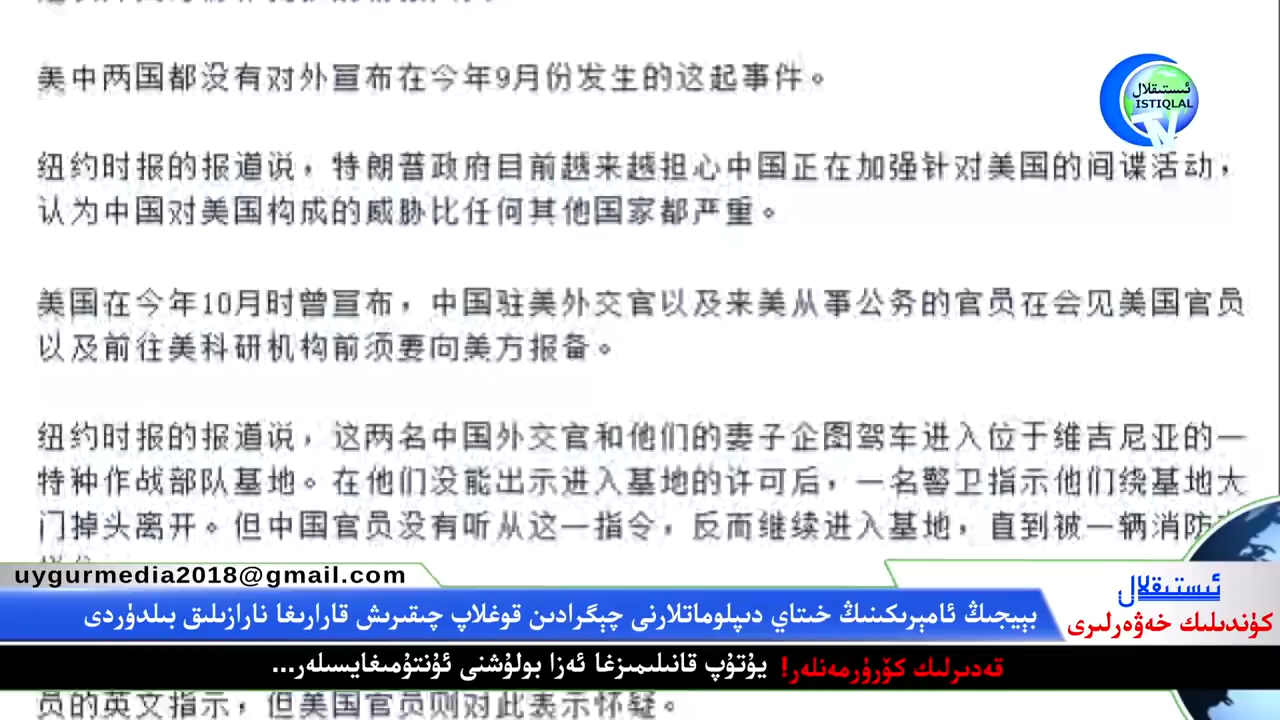 美中两国都没有对外宣布在今年9月份发生的这起事件。
ئىستىقلال
ISTIQLAL
TV
纽约时报的报道说，特朗普政府目前越来越担心中国正在加强针对美国的间谍活动，
认为中国对美国构成的威胁比任何其他国家都严重。
美国在今年10月时曾宣布，中国驻美外交官以及来美从事公务的官员在会见美国官员
以及前往美科研机构前须要向美方报备。
纽约时报的报道说，这两名中国外交官和他们的妻子企图驾车进入位于维吉尼亚的一
特种作战部队基地。在他们没能出示进入基地的许可后，一名警卫指示他们绕基地大
门掉头离开。但中国官员没有听从这一指令，反而继续进入基地，直到被一辆消防
uygurmedia2018@gmail.com
بېيجىڭ ئامېرىكىنىڭ خىتاي دىپلوماتلارنى چېگرادىن قوغلاپ چىقىرىش قارارىغا نارازىلىق بىلدۈردى
ئىستىقلال
كۈندىلىك خەۋەرلىرى
قەدىرلىك كۆرۈرمەنلەر! يۇتۇپ قانىلىمىزغا ئەزا بولۇشنى ئۇنتۇمىغايسىلەر...
员的英文指示，但美国官员则对此表示怀疑。